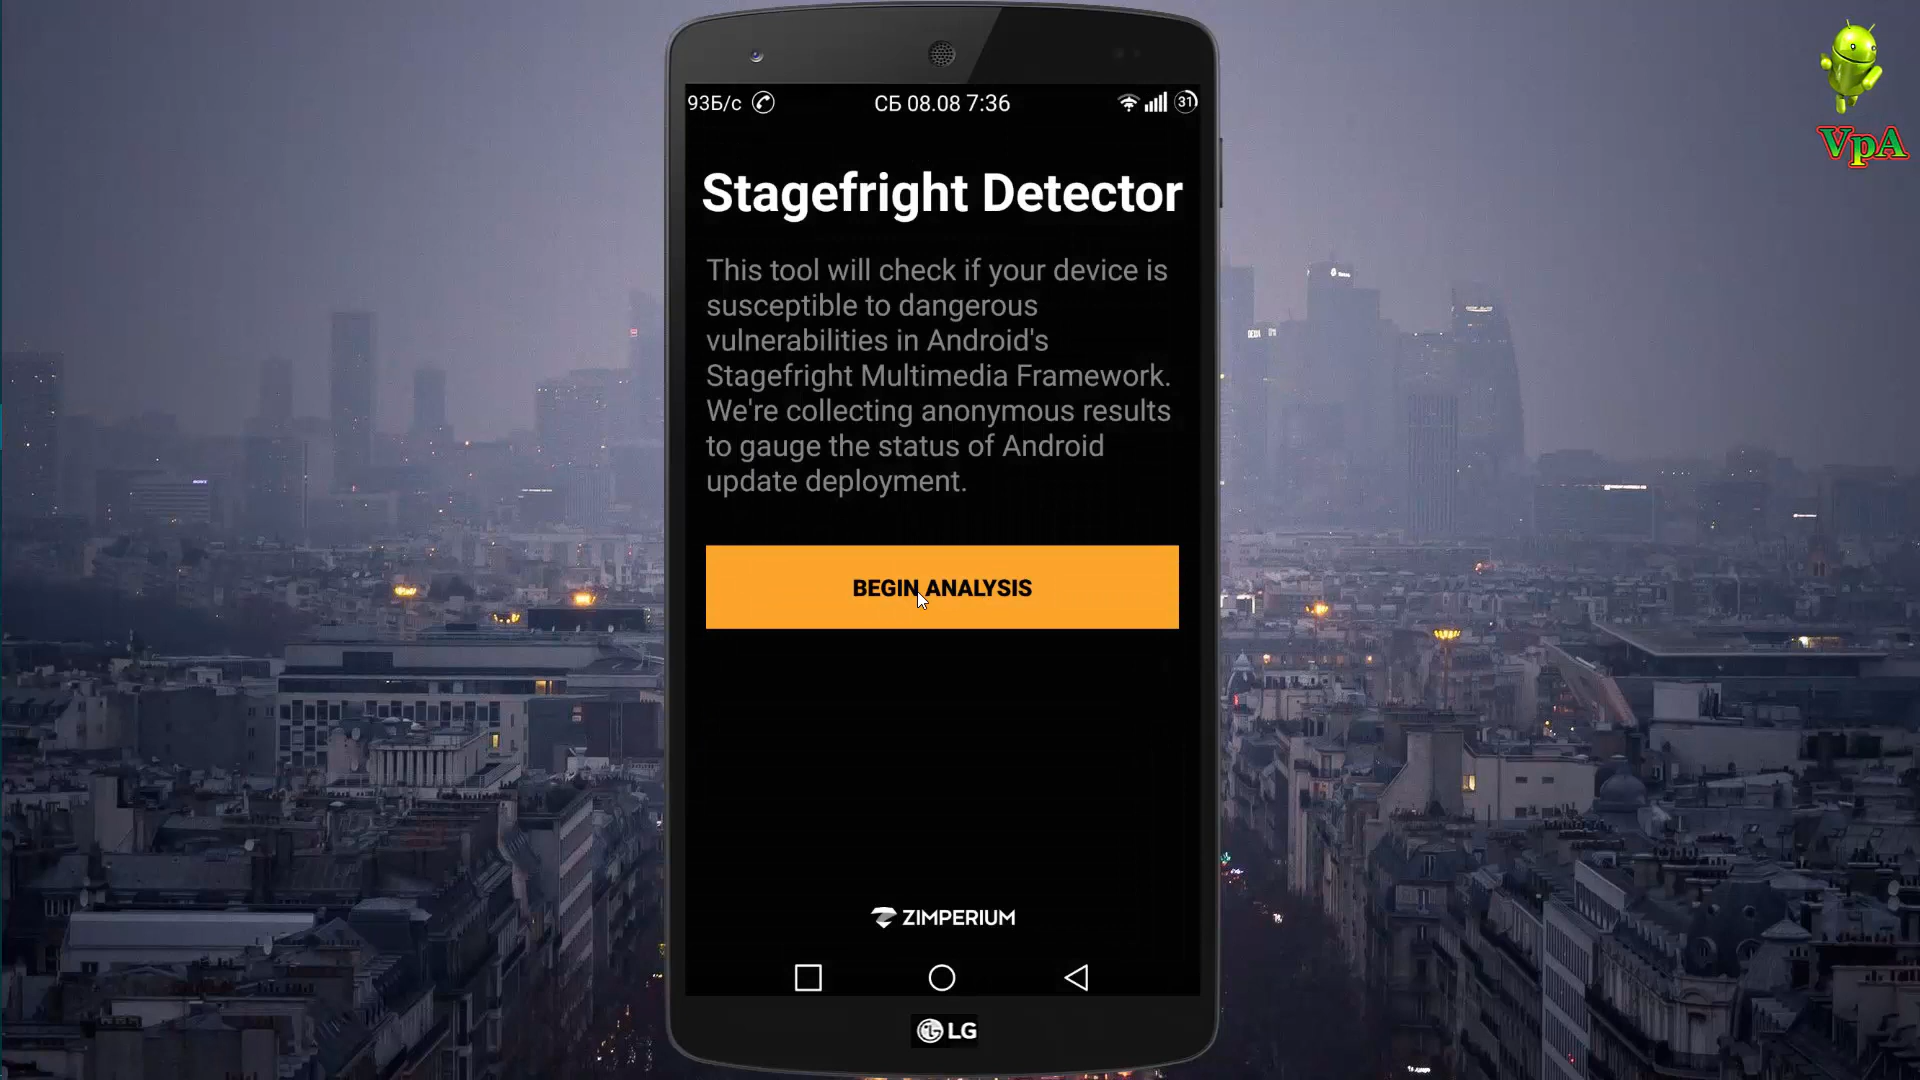 93Б/с СБ 08.08 7:36 31
VpA
Stagefright Detector
This tool will check if your device is
susceptible to dangerous
vulnerabilities in Android's
Stagefright Multimedia Framework.
We're collecting anonymous results
to gauge the status of Android
update deployment.
BEGIN ANALYSIS
ZIMPERIUM
LG